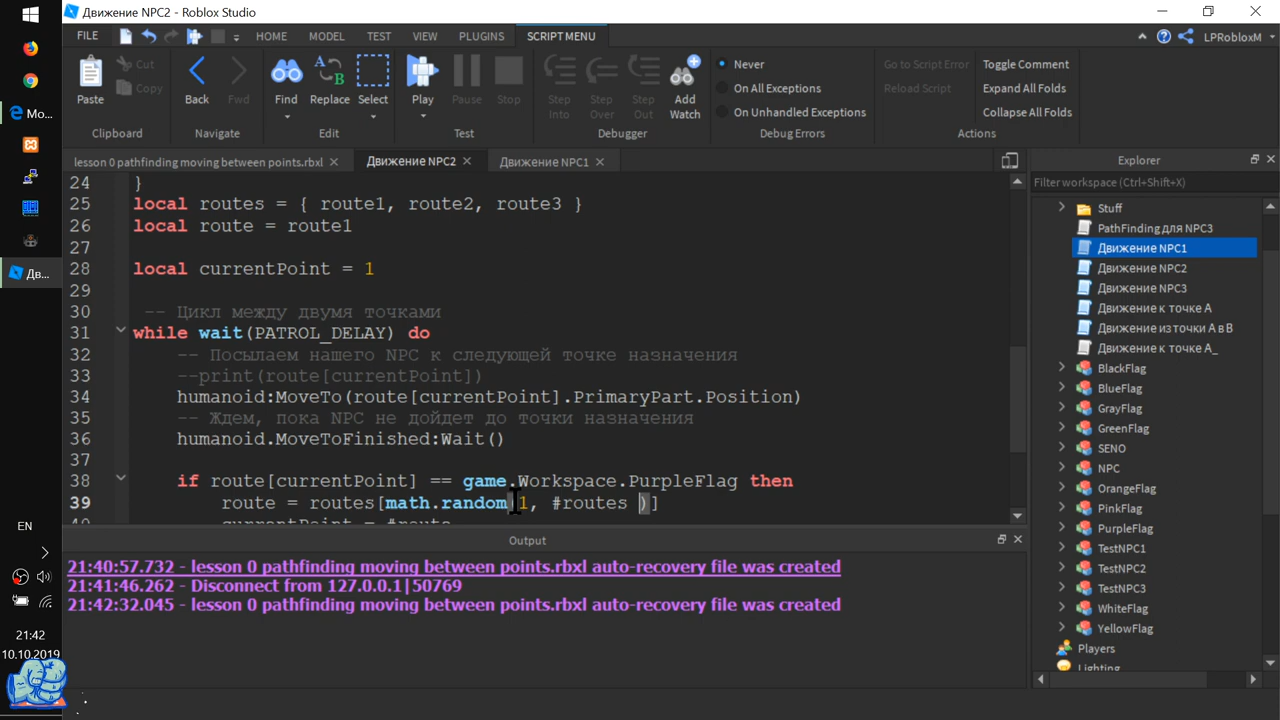 Движение NPC2 - Roblox Studio
FILE HOME MODEL TEST VIEW PLUGINS SCRIPT MENU LPRobloxM
Paste Cut Copy Back Fwd Find Replace Select Play Pause Stop Step Into Step Over Step Out Add Watch
Never
On All Exceptions
On Unhandled Exceptions
Go to Script Error
Reload Script
Toggle Comment
Expand All Folds
Collapse All Folds
Clipboard Navigate Edit Test Debugger Debug Errors Actions
lesson 0 pathfinding moving between points.rbxl × Движение NPC2 × Движение NPC1 ×
24 }
25 local routes = { route1, route2, route3 }
26 local route = route1
27
28 local currentPoint = 1
29
30 -- Цикл между двумя точками
31 while wait(PATROL_DELAY) do
32 -- Посылаем нашего NPC к следующей точке назначения
33 --print(route[currentPoint])
34 humanoid:MoveTo(route[currentPoint].PrimaryPart.Position)
35 -- Ждем, пока NPC не дойдет до точки назначения
36 humanoid.MoveToFinished:Wait()
37
38 if route[currentPoint] == game.Workspace.PurpleFlag then
39 route = routes[math.random(1, #routes )]
40 currentPoint = #route
Output
21:40:57.732 - lesson 0 pathfinding moving between points.rbxl auto-recovery file was created
21:41:46.262 - Disconnect from 127.0.0.1|50769
21:42:32.045 - lesson 0 pathfinding moving between points.rbxl auto-recovery file was created
Explorer
Filter workspace (Ctrl+Shift+X)
Stuff
PathFinding для NPC3
Движение NPC1
Движение NPC2
Движение NPC3
Движение к точке А
Движение из точки А в В
Движение к точке А_
BlackFlag
BlueFlag
GrayFlag
GreenFlag
SENO
NPC
OrangeFlag
PinkFlag
PurpleFlag
TestNPC1
TestNPC2
TestNPC3
WhiteFlag
YellowFlag
Players
Lighting
Mo...
Дв...
EN
21:42
10.10.2019